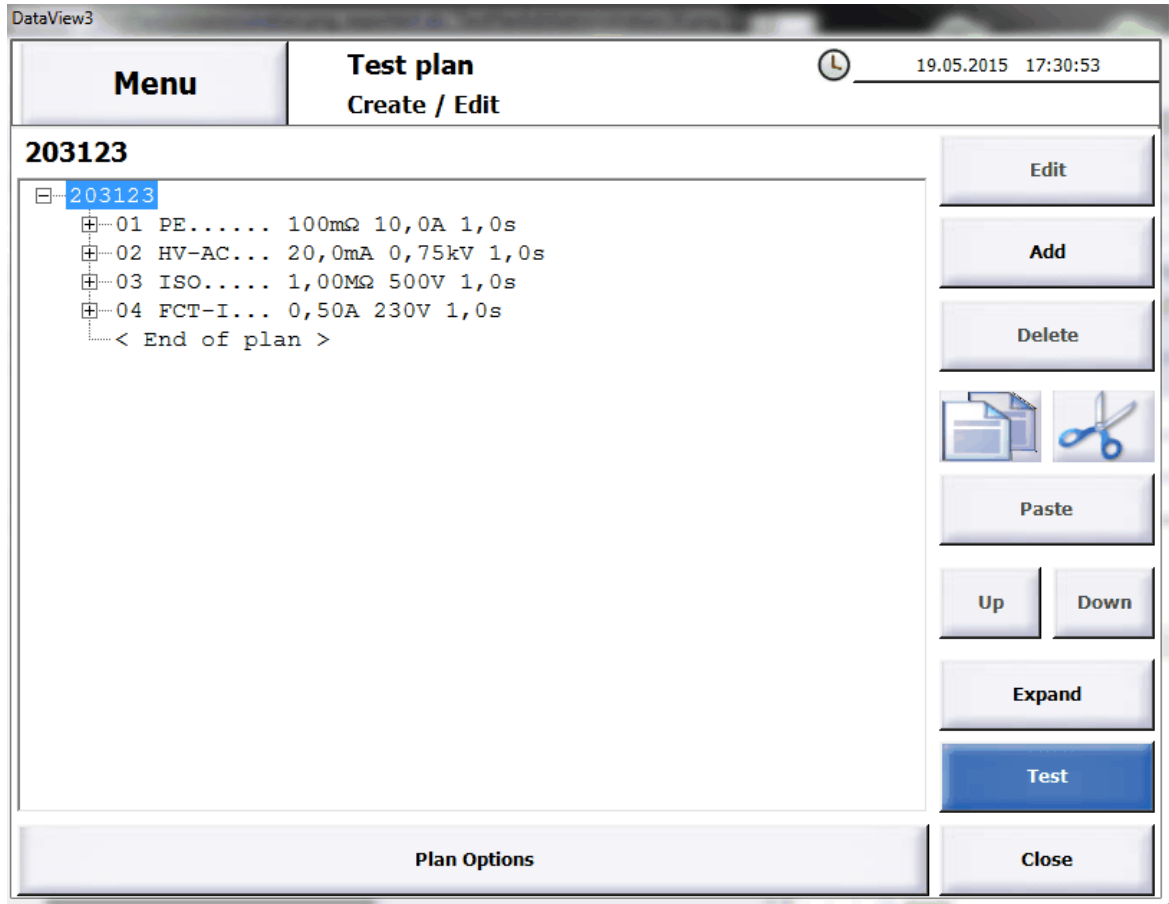 DataView3
Menu
Test plan
Create / Edit
19.05.2015 17:30:53
203123
203123
01 PE...... 100mΩ 10,0A 1,0s
02 HV-AC... 20,0mA 0,75kV 1,0s
03 ISO..... 1,00MΩ 500V 1,0s
04 FCT-I... 0,50A 230V 1,0s
< End of plan >
Edit
Add
Delete
Paste
Up Down
Expand
Test
Plan Options
Close